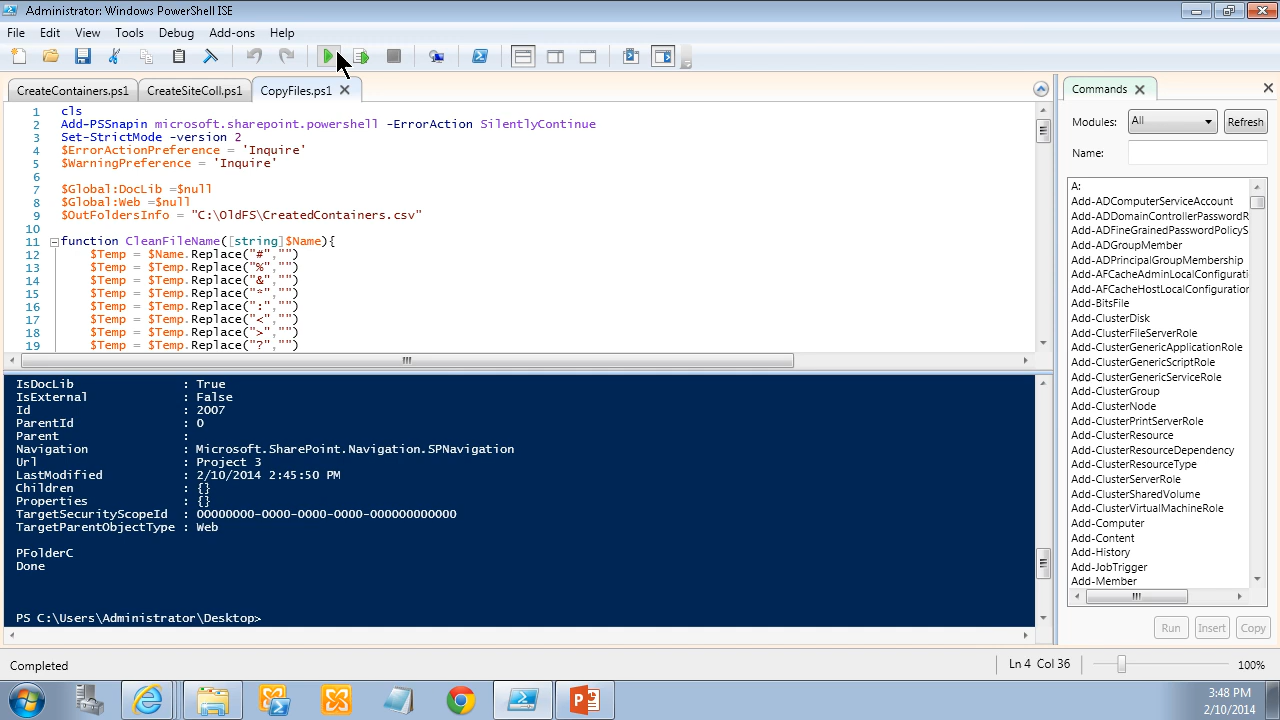 Administrator: Windows PowerShell ISE
File Edit View Tools Debug Add-ons Help
CreateContainers.ps1 CreateSiteColl.ps1 CopyFiles.ps1
1 cls
2 Add-PSSnapin microsoft.sharepoint.powershell -ErrorAction SilentlyContinue
3 Set-StrictMode -version 2
4 $ErrorActionPreference = 'Inquire'
5 $WarningPreference = 'Inquire'
6
7 $Global:DocLib =$null
8 $Global:Web =$null
9 $OutFoldersInfo = "C:\OldFS\CreatedContainers.csv"
10
11 function CleanFileName([string]$Name){
12 $Temp = $Name.Replace("#","")
13 $Temp = $Temp.Replace("%","")
14 $Temp = $Temp.Replace("&","")
15 $Temp = $Temp.Replace("*","")
16 $Temp = $Temp.Replace(":","")
17 $Temp = $Temp.Replace("<","")
18 $Temp = $Temp.Replace(">","")
19 $Temp = $Temp.Replace("?","")
IsDocLib : True
IsExternal : False
Id : 2007
ParentId : 0
Parent :
Navigation : Microsoft.SharePoint.Navigation.SPNavigation
Url : Project 3
LastModified : 2/10/2014 2:45:50 PM
Children : {}
Properties : {}
TargetSecurityScopeId : 00000000-0000-0000-0000-000000000000
TargetParentObjectType : Web
PFolderC
Done
PS C:\Users\Administrator\Desktop>
Commands
Modules: All Refresh
Name:
A:
Add-ADComputerServiceAccount
Add-ADDomainControllerPasswordR
Add-ADFineGrainedPasswordPolicyS
Add-ADGroupMember
Add-ADPrincipalGroupMembership
Add-AFCacheAdminLocalConfigurati
Add-AFCacheHostLocalConfiguration
Add-BitsFile
Add-ClusterDisk
Add-ClusterFileServerRole
Add-ClusterGenericApplicationRole
Add-ClusterGenericScriptRole
Add-ClusterGenericServiceRole
Add-ClusterGroup
Add-ClusterNode
Add-ClusterPrintServerRole
Add-ClusterResource
Add-ClusterResourceDependency
Add-ClusterResourceType
Add-ClusterServerRole
Add-ClusterSharedVolume
Add-ClusterVirtualMachineRole
Add-Computer
Add-Content
Add-History
Add-JobTrigger
Add-Member
Run Insert Copy
Completed Ln 4 Col 36 100%
3:48 PM
2/10/2014